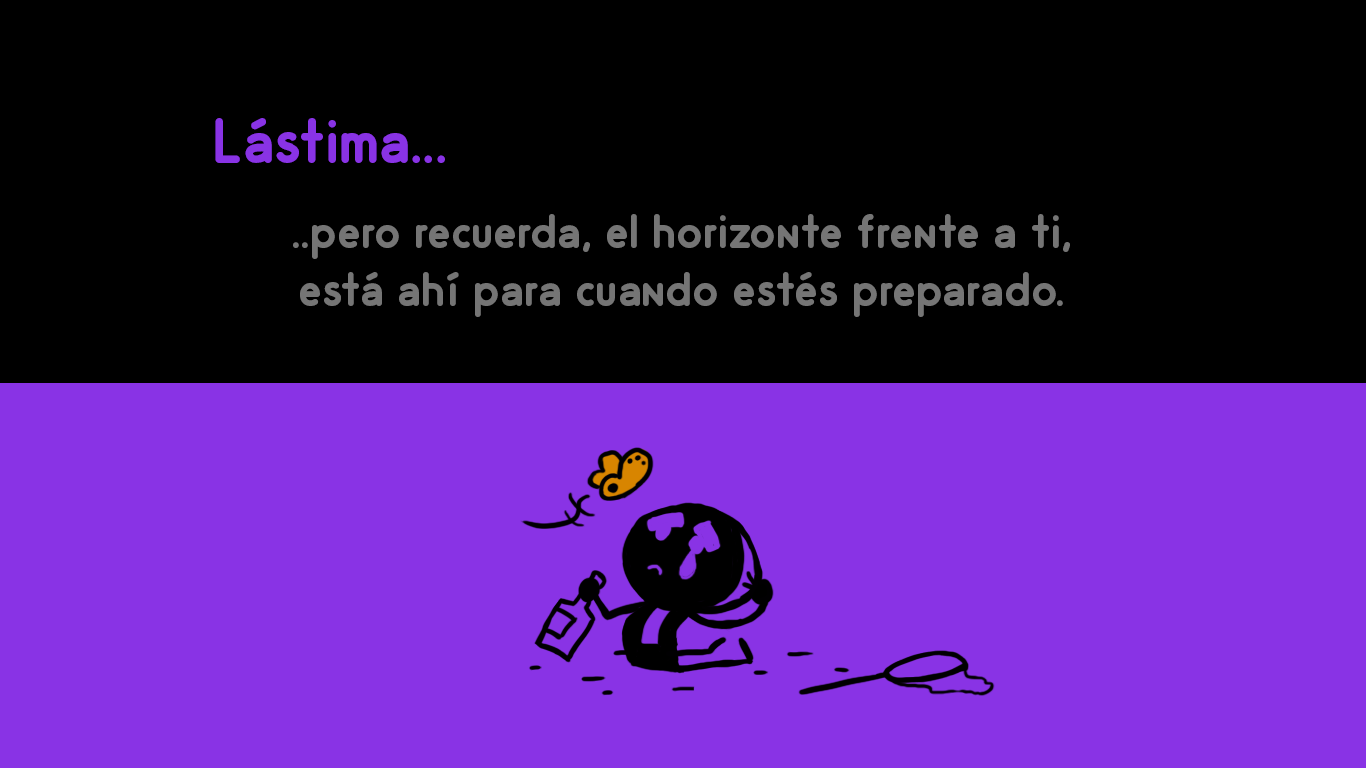 Lástima...
..pero recuerda, el horizonte frente a ti,
está ahí para cuando estés preparado.